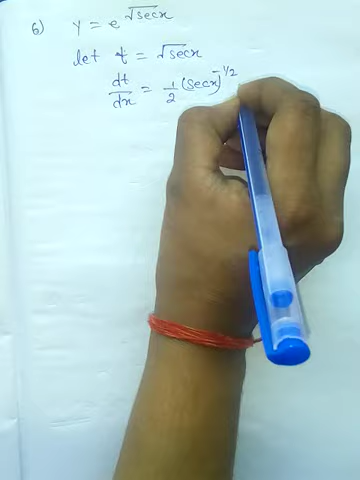 6) y = e^√secx
let t = √secx
dt/dx = 1/2 (secx)^-1/2